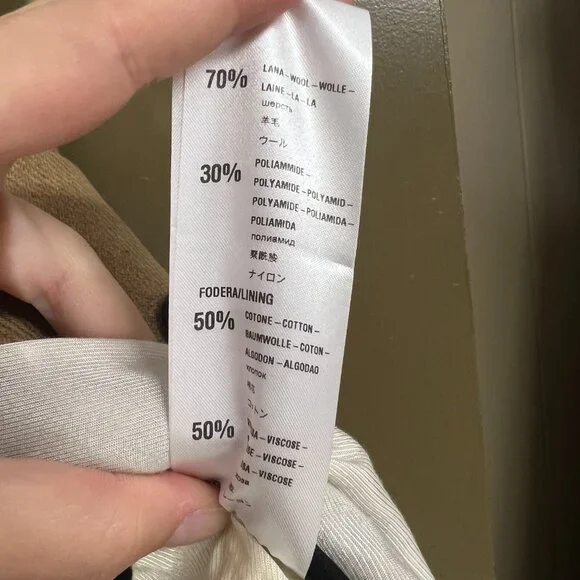 70% LANA-WOOL-WOLLE-
LAINE-LA-LA
шерсть
羊毛
ウール
30% POLIAMMIDE-
POLYAMIDE-POLYAMID-
POLYAMIDE-POLIAMIDA-
POLIAMIDA
полиамид
聚酰胺
ナイロン
FODERA/LINING
50% COTONE-COTTON-
BAUMWOLLE-COTON-
ALGODON-ALGODAO
хлопок
コトン
50% -VISCOSE-
-VISCOSE-
-VISCOSE